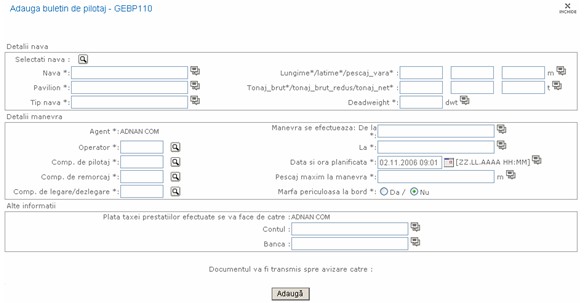 Adauga buletin de pilotaj - GEBP110
INCHIDE
Detalii nava
Selectati nava :
Nava *: Lungime*/latime*/pescaj_vara* : m
Pavilion *: Tonaj_brut*/tonaj_brut_redus/tonaj_net* : t
Tip nava *: Deadweight *: dwt
Detalii manevra
Agent *: ADNAN COM Manevra se efectueaza: De la *:
Operator *: La *:
Comp. de pilotaj *: Data si ora planificata *: 02.11.2006 09:01 [ZZ.LL.AAAA HH:MM]
Comp. de remorcaj *: Pescaj maxim la manevra *: m
Comp. de legare/dezlegare *: Marfa periculoasa la bord *: Da / Nu
Alte informatii
Plata taxei prestatiilor efectuate se va face de catre : ADNAN COM
Contul :
Banca :
Documentul va fi transmis spre avizare catre :
Adaugă